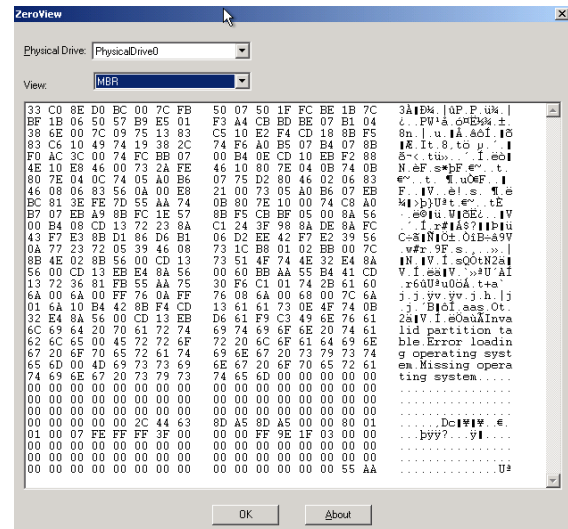 ZeroView
Physical Drive: PhysicalDrive0
View: MBR
33 C0 8E D0 BC 00 7C FB 50 07 50 1F FC BE 1B 7C
BF 1B 06 50 57 B9 E5 01 F3 A4 CB BD BE 07 B1 04
38 6E 00 7C 09 75 13 83 C5 10 E2 F4 CD 18 8B F5
83 C6 10 49 74 19 38 2C 74 F6 A0 B5 07 B4 07 8B
F0 AC 3C 00 74 FC BB 07 00 B4 0E CD 10 EB F2 88
4E 10 E8 46 00 73 2A FE 46 10 80 7E 04 0B 74 0B
80 7E 04 0C 74 05 A0 B6 07 75 D2 80 46 02 06 83
46 08 06 83 56 0A 00 E8 21 00 73 05 A0 B6 07 EB
BC 81 3E FE 7D 55 AA 74 0B 80 7E 10 00 74 C8 A0
B7 07 EB A9 8B FC 1E 57 8B F5 CB BF 05 00 8A 56
00 B4 08 CD 13 72 23 8A C1 24 3F 98 8A DE 8A FC
43 F7 E3 8B D1 86 D6 B1 06 D2 EE 42 F7 E2 39 56
0A 77 23 72 05 39 46 08 73 1C B8 01 02 BB 00 7C
8B 4E 02 8B 56 00 CD 13 73 51 4F 74 4E 32 E4 8A
56 00 CD 13 EB E4 8A 56 00 60 BB AA 55 B4 41 CD
13 72 36 81 FB 55 AA 75 30 F6 C1 01 74 2B 61 60
6A 00 6A 00 FF 76 0A FF 76 08 6A 00 68 00 7C 6A
01 6A 10 B4 42 8B F4 CD 13 61 61 73 0E 4F 74 0B
32 E4 8A 56 00 CD 13 EB D6 61 F9 C3 49 6E 76 61
6C 69 64 20 70 61 72 74 69 74 69 6F 6E 20 74 61 lid partition ta
62 6C 65 00 45 72 72 6F 72 20 6C 6F 61 64 69 6E ble.Error loadin
67 20 6F 70 65 72 61 74 69 6E 67 20 73 79 73 74 g operating syst
65 6D 00 4D 69 73 73 69 6E 67 20 6F 70 65 72 61 em.Missing opera
74 69 6E 67 20 73 79 73 74 65 6D 00 00 00 00 00 ting system.....
00 00 00 00 00 00 00 00 00 00 00 00 00 00 00 00 ................
00 00 00 00 00 00 00 00 00 00 00 00 00 00 00 00 ................
00 00 00 00 00 00 00 00 00 00 00 00 00 00 00 00 ................
00 00 00 00 00 2C 44 63 8D A5 8D A5 00 00 80 01
01 00 07 FE FF FF 3F 00 00 00 FF 9E 1F 03 00 00
00 00 00 00 00 00 00 00 00 00 00 00 00 00 00 00 ................
00 00 00 00 00 00 00 00 00 00 00 00 00 00 00 00 ................
00 00 00 00 00 00 00 00 00 00 00 00 00 00 55 AA ..............Uª
OK About